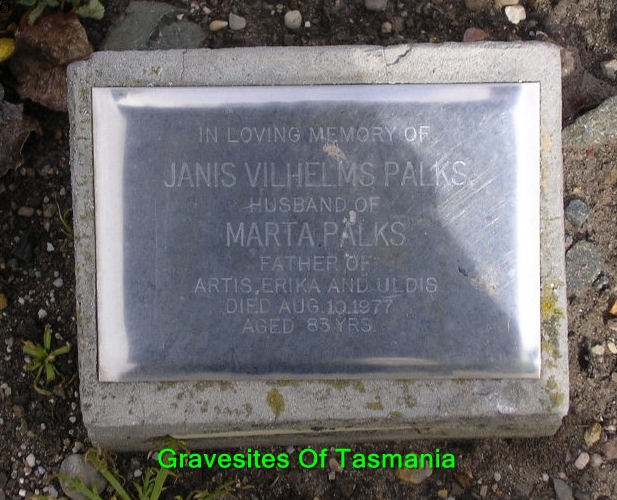 IN LOVING MEMORY OF
JANIS VILHELMS PALKS
HUSBAND OF
MARTA PALKS
FATHER OF
ARTIS, ERIKA AND ULDIS
DIED AUG. 10. 1977
AGED 83 YRS.
Gravesites Of Tasmania